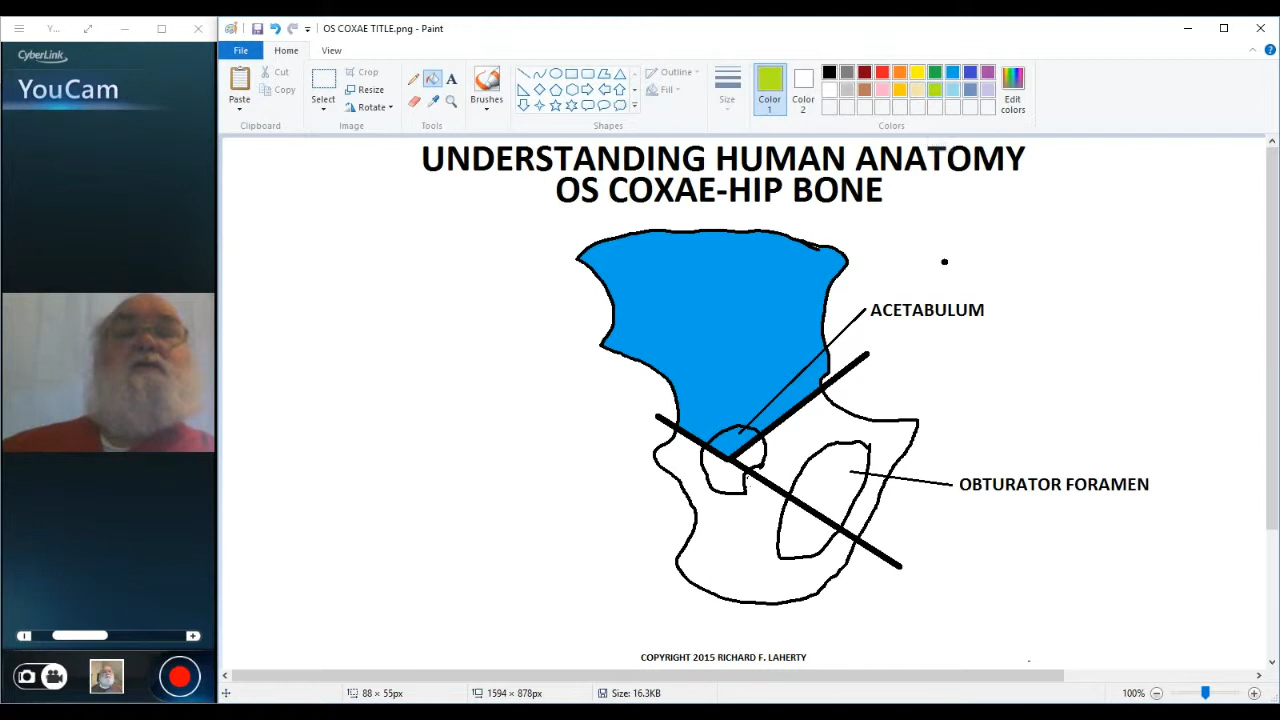 Y...
OS COXAE TITLE.png - Paint
CyberLink
YouCam
File
Home
View
Paste
Cut
Copy
Clipboard
Select
Crop
Resize
Rotate
Image
A
Tools
Brushes
Shapes
Outline
Fill
Size
Color 1
Color 2
Edit colors
Colors
UNDERSTANDING HUMAN ANATOMY
OS COXAE-HIP BONE
ACETABULUM
OBTURATOR FORAMEN
COPYRIGHT 2015 RICHARD F. LAHERTY
88 × 55px
1594 × 878px
Size: 16.3KB
100%